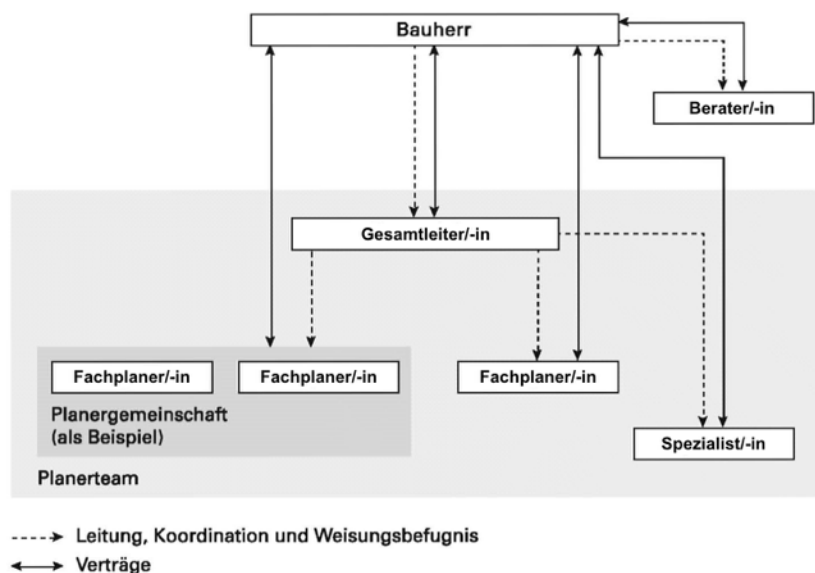 Bauherr
Berater/-in
Gesamtleiter/-in
Fachplaner/-in
Fachplaner/-in
Fachplaner/-in
Planergemeinschaft
(als Beispiel)
Spezialist/-in
Planerteam
Leitung, Koordination und Weisungsbefugnis
Verträge